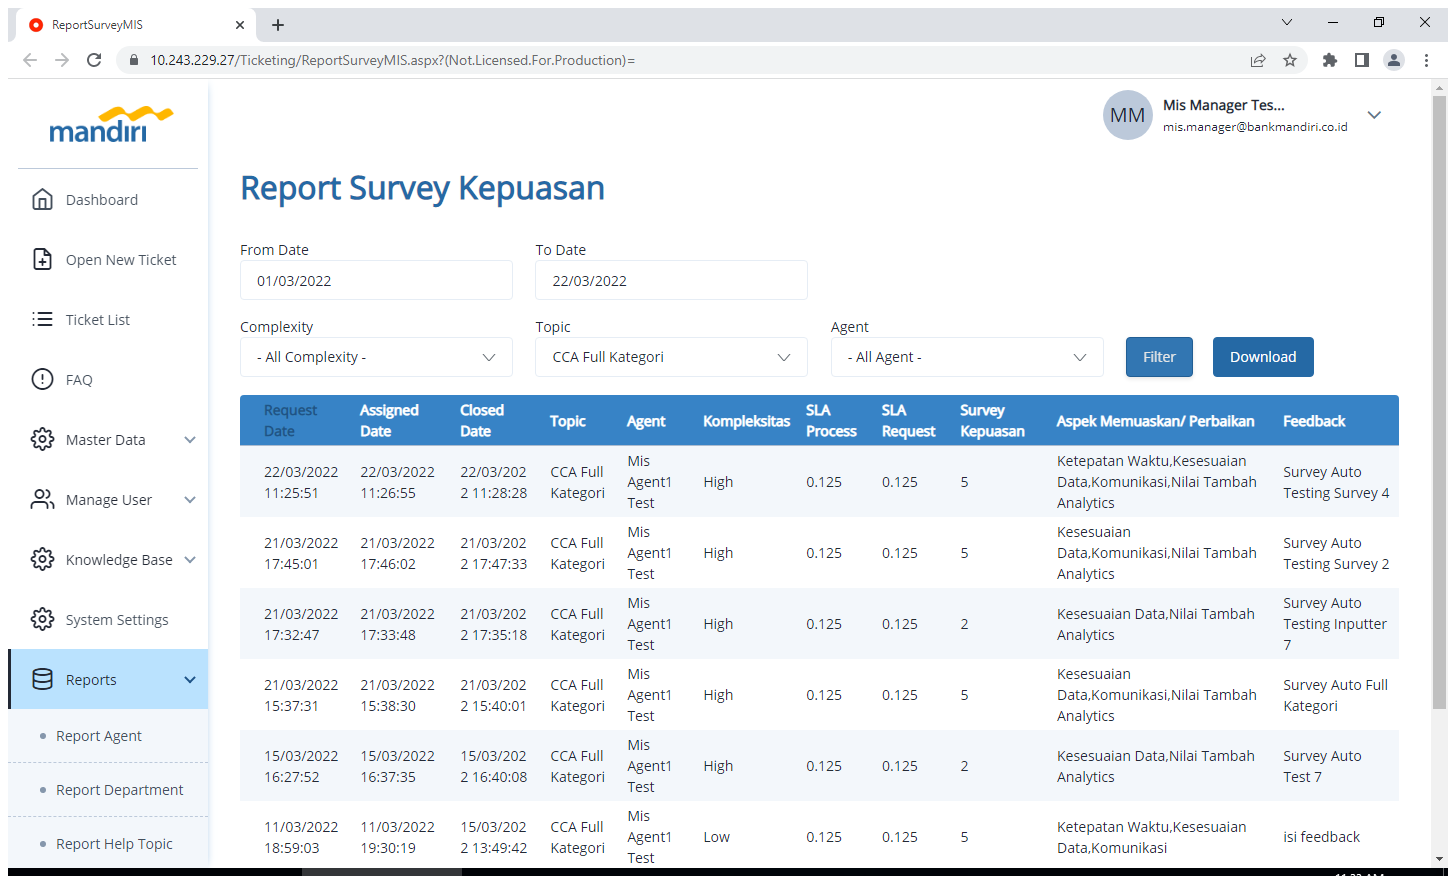 ReportSurveyMIS
10.243.229.27/Ticketing/ReportSurveyMIS.aspx?(Not.Licensed.For.Production)=
mandiri
MM
Mis Manager Tes...
mis.manager@bankmandiri.co.id
Dashboard
Open New Ticket
Ticket List
FAQ
Master Data
Manage User
Knowledge Base
System Settings
Reports
Report Agent
Report Department
Report Help Topic
Report Survey Kepuasan
From Date To Date
01/03/2022 22/03/2022
Complexity Topic Agent
- All Complexity - CCA Full Kategori - All Agent - Filter Download
Request Assigned Closed SLA SLA Survey
Topic Agent Kompleksitas Aspek Memuaskan/ Perbaikan Feedback
Date Date Date Process Request Kepuasan
Mis Ketepatan Waktu,Kesesuaian
22/03/2022 22/03/2022 22/03/202 CCA Full Survey Auto
Agent1 High 0.125 0.125 5 Data,Komunikasi,Nilai Tambah
11:25:51 11:26:55 2 11:28:28 Kategori Testing Survey 4
Test Analytics
Mis Kesesuaian
21/03/2022 21/03/2022 21/03/202 CCA Full Survey Auto
Agent1 High 0.125 0.125 5 Data,Komunikasi,Nilai Tambah
17:45:01 17:46:02 2 17:47:33 Kategori Testing Survey 2
Test Analytics
Mis Survey Auto
21/03/2022 21/03/2022 21/03/202 CCA Full Kesesuaian Data,Nilai Tambah
Agent1 High 0.125 0.125 2 Testing Inputter
17:32:47 17:33:48 2 17:35:18 Kategori Analytics
Test 7
Mis Kesesuaian
21/03/2022 21/03/2022 21/03/202 CCA Full Survey Auto Full
Agent1 High 0.125 0.125 5 Data,Komunikasi,Nilai Tambah
15:37:31 15:38:30 2 15:40:01 Kategori Kategori
Test Analytics
Mis
15/03/2022 15/03/2022 15/03/202 CCA Full Kesesuaian Data,Nilai Tambah Survey Auto
Agent1 High 0.125 0.125 2
16:27:52 16:37:35 2 16:40:08 Kategori Analytics Test 7
Test
Mis
11/03/2022 11/03/2022 15/03/202 CCA Full Ketepatan Waktu,Kesesuaian
Agent1 Low 0.125 0.125 5 isi feedback
18:59:03 19:30:19 2 13:49:42 Kategori Data,Komunikasi
Test